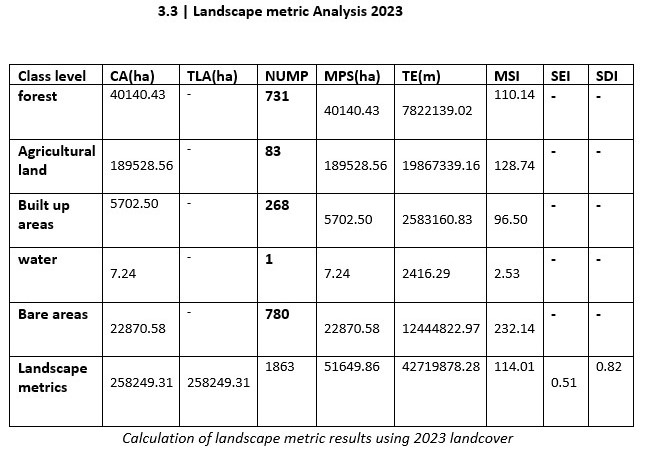 3.3 | Landscape metric Analysis 2023
Class level CA(ha) TLA(ha) NUMP MPS(ha) TE(m) MSI SEI SDI
forest 40140.43 - 731 40140.43 7822139.02 110.14 - -
Agricultural
land 189528.56 - 83 189528.56 19867339.16 128.74 - -
Built up
areas 5702.50 - 268 5702.50 2583160.83 96.50 - -
water 7.24 - 1 7.24 2416.29 2.53 - -
Bare areas 22870.58 - 780 22870.58 12444822.97 232.14 - -
Landscape
metrics 258249.31 258249.31 1863 51649.86 42719878.28 114.01 0.51 0.82
Calculation of landscape metric results using 2023 landcover